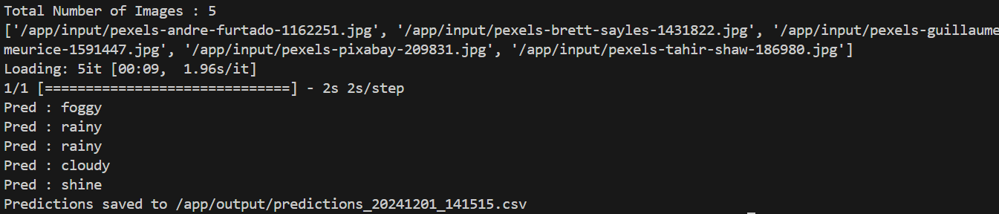 Total Number of Images : 5
['/app/input/pexels-andre-furtado-1162251.jpg', '/app/input/pexels-brett-sayles-1431822.jpg', '/app/input/pexels-guillaume
meurice-1591447.jpg', '/app/input/pexels-pixabay-209831.jpg', '/app/input/pexels-tahir-shaw-186980.jpg']
Loading: 5it [00:09,  1.96s/it]
1/1 [==============================] - 2s 2s/step
Pred : foggy
Pred : rainy
Pred : rainy
Pred : cloudy
Pred : shine
Predictions saved to /app/output/predictions_20241201_141515.csv